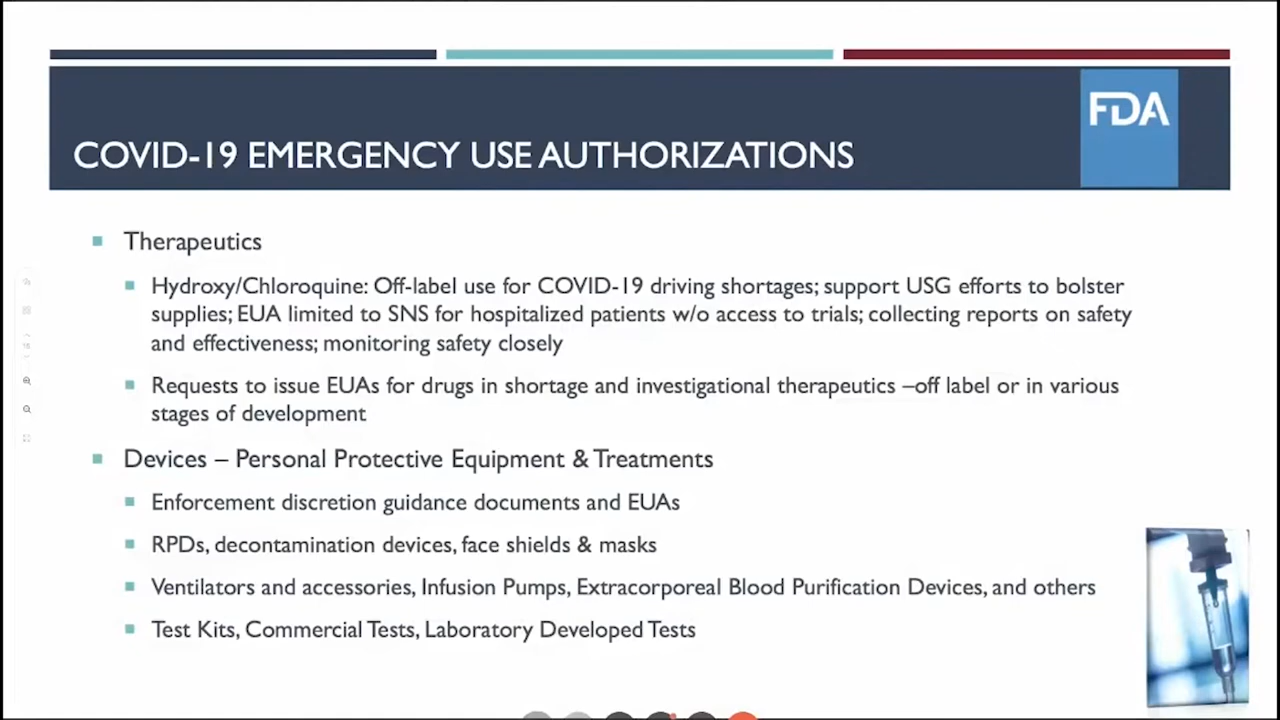 FDA
COVID-19 EMERGENCY USE AUTHORIZATIONS
Therapeutics
Hydroxy/Chloroquine: Off-label use for COVID-19 driving shortages; support USG efforts to bolster
supplies; EUA limited to SNS for hospitalized patients w/o access to trials; collecting reports on safety
and effectiveness; monitoring safety closely
Requests to issue EUAs for drugs in shortage and investigational therapeutics –off label or in various
stages of development
Devices – Personal Protective Equipment & Treatments
Enforcement discretion guidance documents and EUAs
RPDs, decontamination devices, face shields & masks
Ventilators and accessories, Infusion Pumps, Extracorporeal Blood Purification Devices, and others
Test Kits, Commercial Tests, Laboratory Developed Tests